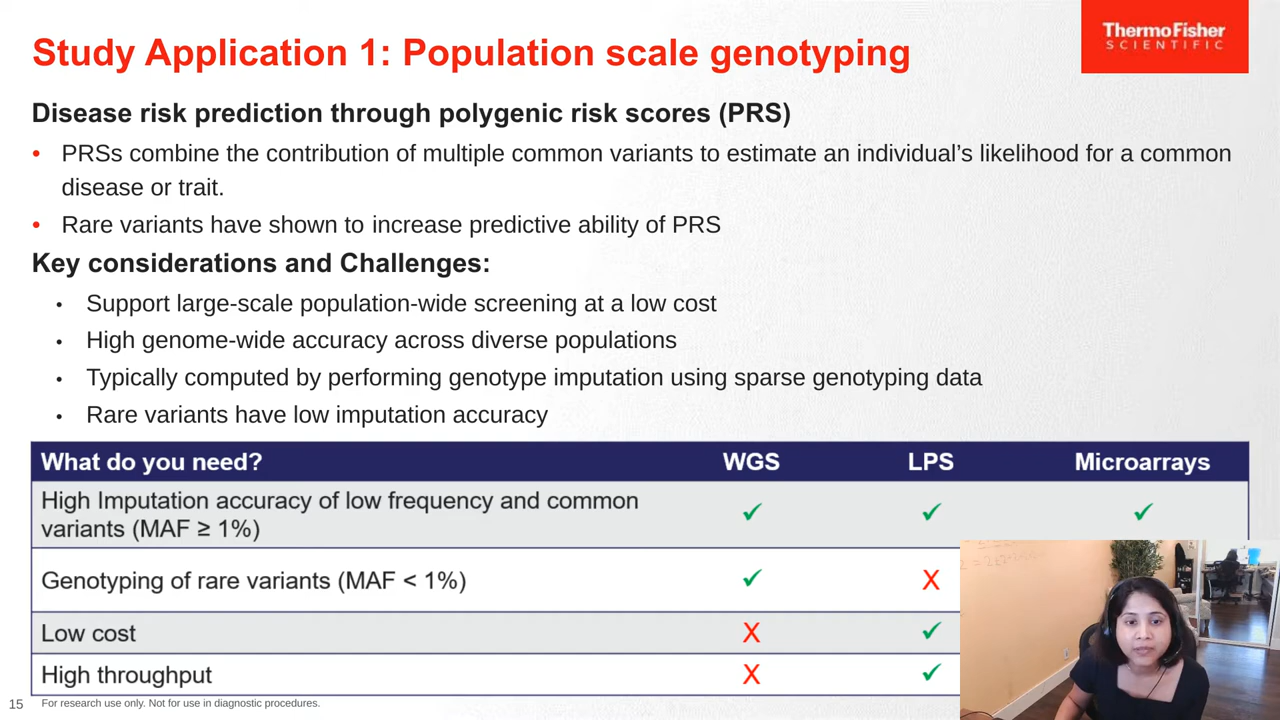 Study Application 1: Population scale genotyping
ThermoFisher
SCIENTIFIC
Disease risk prediction through polygenic risk scores (PRS)
• PRSs combine the contribution of multiple common variants to estimate an individual’s likelihood for a common
disease or trait.
• Rare variants have shown to increase predictive ability of PRS
Key considerations and Challenges:
• Support large-scale population-wide screening at a low cost
• High genome-wide accuracy across diverse populations
• Typically computed by performing genotype imputation using sparse genotyping data
• Rare variants have low imputation accuracy
What do you need? WGS LPS Microarrays
High Imputation accuracy of low frequency and common
variants (MAF ≥ 1%) ✓ ✓ ✓
Genotyping of rare variants (MAF < 1%) ✓ X
Low cost X ✓
High throughput X ✓
15 For research use only. Not for use in diagnostic procedures.